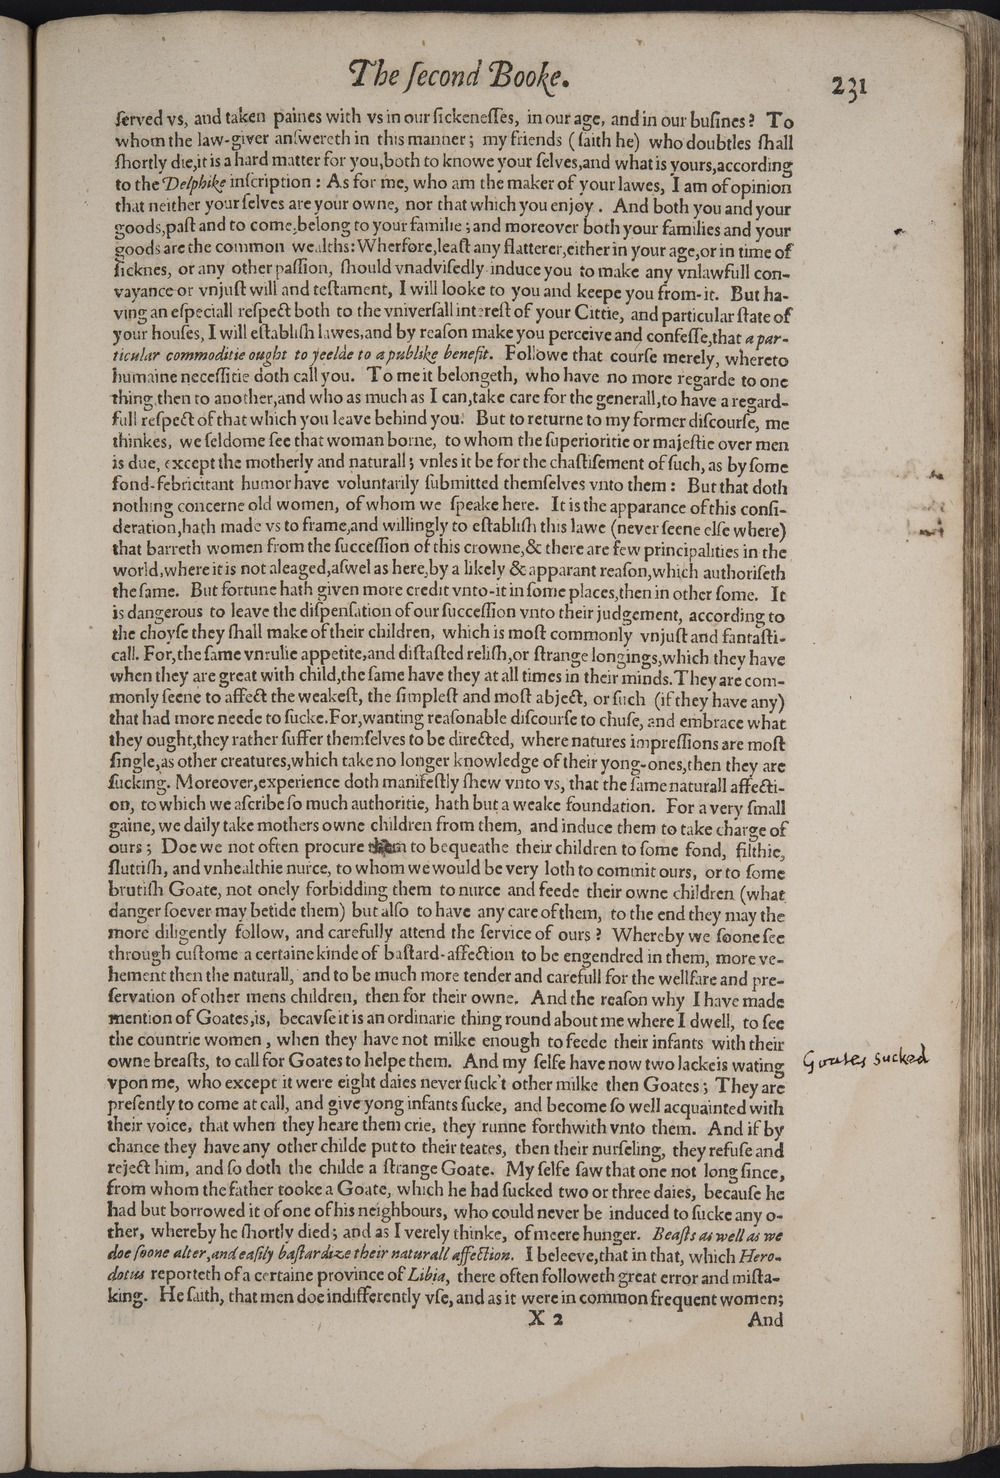 The ſecond Booke.
231
ſerved vs, and taken paines with vs in our ſickeneſſes, in our age, and in our buſines? To
whom the law-giver anſwereth in this manner; my friends (ſaith he) who doubtles ſhall
ſhortly die, it is a hard matter for you, both to knowe your ſelves, and what is yours, according
to the Delphike inſcription: As for me, who am the maker of your lawes, I am of opinion
that neither your ſelves are your owne, nor that which you enjoy. And both you and your
goods, paſt and to come, belong to your familie; and moreover both your families and your
goods are the common wealths: Wherfore, leaſt any flatterer, either in your age, or in time of
ſicknes, or any other paſſion, ſhould vnadviſedly induce you to make any vnlawfull con-
vayance or vnjuſt will and teſtament, I will looke to you and keepe you from-it. But ha-
ving an eſpeciall reſpect both to the vniverſall intereſt of your Cittie, and particular ſtate of
your houſes, I will eſtabliſh lawes, and by reaſon make you perceive and confeſſe, that a par-
ticular commoditie ought to yeelde to a publike benefit. Followe that courſe merely, whereto
humaine neceſſitie doth call you. To me it belongeth, who have no more regarde to one
thing then to another, and who as much as I can, take care for the generall, to have a regard-
full reſpect of that which you leave behind you. But to returne to my former diſcourſe, me
thinkes, we ſeldome ſee that woman borne, to whom the ſuperioritie or majeſtie over men
is due, except the motherly and naturall; vnles it be for the chaſtiſement of ſuch, as by ſome
fond-febricitant humor have voluntarily ſubmitted themſelves vnto them: But that doth
nothing concerne old women, of whom we ſpeake here. It is the apparance of this conſi-
deration, hath made vs to frame, and willingly to eſtabliſh this lawe (never ſeene elſe where)
that barreth women from the ſucceſſion of this crowne, & there are few principalities in the
world, where it is not aleaged, aſwel as here, by a likely & apparant reaſon, which authoriſeth
the ſame. But fortune hath given more credit vnto-it in ſome places, then in other ſome. It
is dangerous to leave the diſpenſation of our ſucceſſion vnto their judgement, according to
the choyſe they ſhall make of their children, which is moſt commonly vnjuſt and fantaſti-
call. For, the ſame vnrulie appetite, and diſtaſted reliſh, or ſtrange longings, which they have
when they are great with child, the ſame have they at all times in their minds. They are com-
monly ſeene to affect the weakeſt, the ſimpleſt and moſt abject, or ſuch (if they have any)
that had more neede to ſucke. For, wanting reaſonable diſcourſe to chuſe, and embrace what
they ought, they rather ſuffer themſelves to be directed, where natures impreſſions are moſt
ſingle, as other creatures, which take no longer knowledge of their yong-ones, then they are
ſucking. Moreover, experience doth manifeſtly ſhew vnto vs, that the ſame naturall affecti-
on, to which we aſcribe ſo much authoritie, hath but a weake foundation. For a very ſmall
gaine, we daily take mothers owne children from them, and induce them to take charge of
ours; Doe we not often procure them to bequeathe their children to ſome fond, filthie,
ſluttiſh, and vnhealthie nurce, to whom we would be very loth to commit ours, or to ſome
brutiſh Goate, not onely forbidding them to nurce and feede their owne children (what
danger ſoever may betide them) but alſo to have any care of them, to the end they may the
more diligently follow, and carefully attend the ſervice of ours? Whereby we ſoone ſee
through cuſtome a certaine kinde of baſtard-affection to be engendred in them, more ve-
hement then the naturall, and to be much more tender and carefull for the wellfare and pre-
ſervation of other mens children, then for their owne. And the reaſon why I have made
mention of Goates, is, becavſe it is an ordinarie thing round about me where I dwell, to ſee
the countrie women, when they have not milke enough to feede their infants with their
owne breaſts, to call for Goates to helpe them. And my ſelfe have now two lackeis wating
vpon me, who except it were eight daies never ſuck't other milke then Goates; They are
preſently to come at call, and give yong infants ſucke, and become ſo well acquainted with
their voice, that when they heare them crie, they runne forthwith vnto them. And if by
chance they have any other childe put to their teates, then their nurſeling, they refuſe and
reject him, and ſo doth the childe a ſtrange Goate. My ſelfe ſaw that one not long ſince,
from whom the father tooke a Goate, which he had ſucked two or three daies, becauſe he
had but borrowed it of one of his neighbours, who could never be induced to ſucke any o-
ther, whereby he ſhortly died; and as I verely thinke, of meere hunger. Beaſts as well as we
doe ſoone alter, and eaſily baſtardize their naturall affection. I beleeve, that in that, which Hero-
dotus reporteth of a certaine province of Libia, there often followeth great error and miſta-
king. He ſaith, that men doe indifferently vſe, and as it were in common frequent women;
X 2
And
Goates sucked